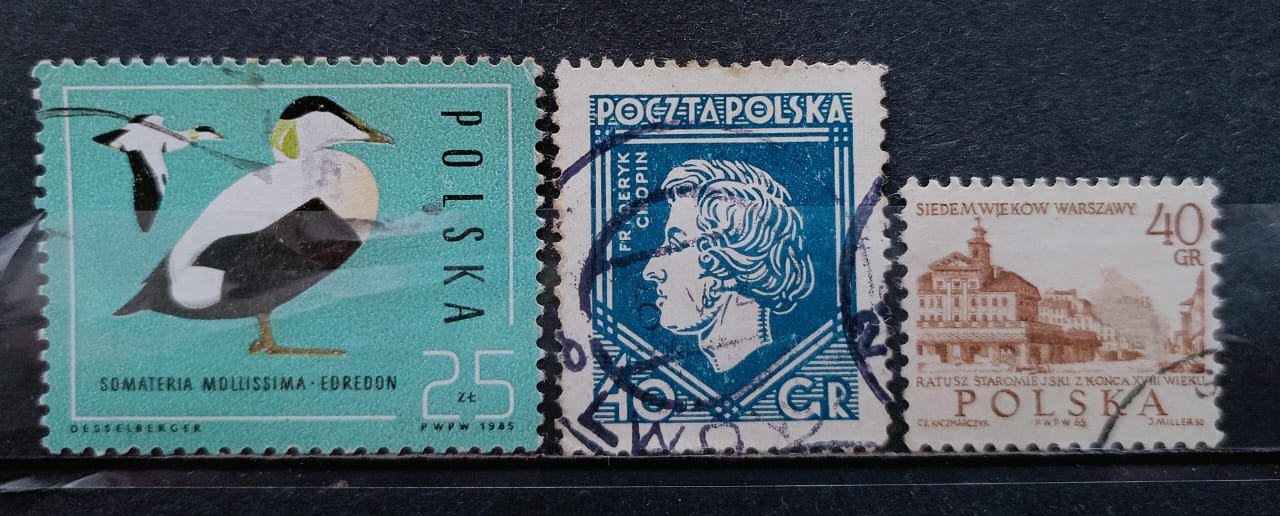 POLSKA
SOMATERIA MOLLISSIMA · EDREDON
25
ZŁ
DESSELBERGER
PWPW 1985
POCZTA POLSKA
FRYDERYK
CHOPIN
40 GR
SIEDEM WIEKÓW WARSZAWY
40
GR
RATUSZ STAROMIEJSKI Z KOŃCA XVIII WIEKU
POLSKA
CZ. KACZMARCZYK
PWPW 65
J. MILLER SC